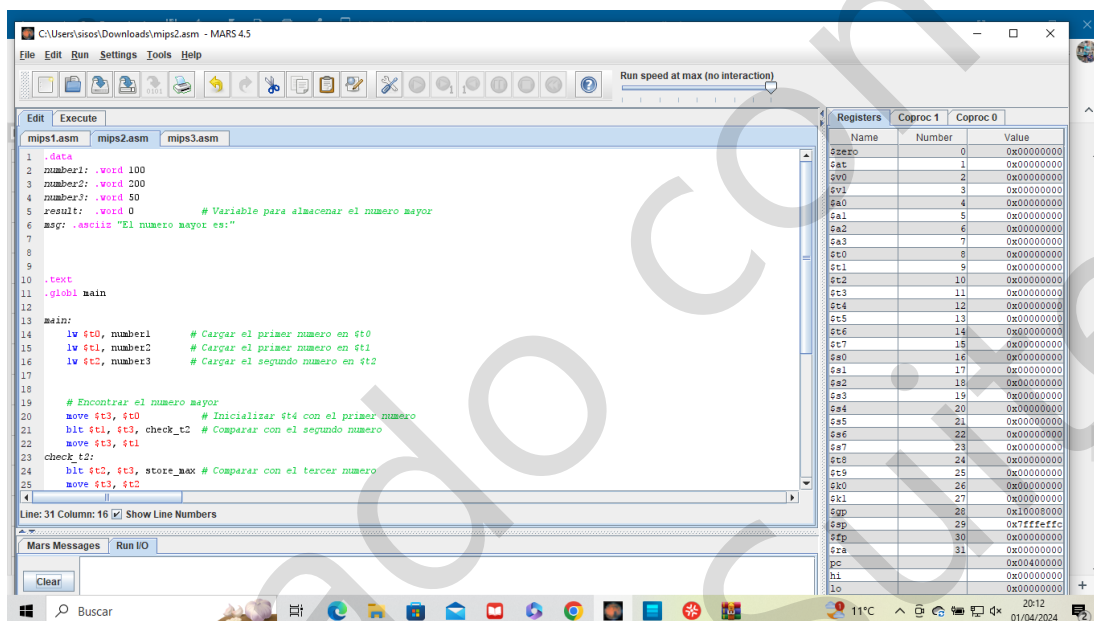 C:\Users\sisos\Downloads\mips2.asm - MARS 4.5
File Edit Run Settings Tools Help
Run speed at max (no interaction)
Edit Execute
mips1.asm mips2.asm mips3.asm
1 .data
2 number1: .word 100
3 number2: .word 200
4 number3: .word 50
5 result: .word 0 # Variable para almacenar el numero mayor
6 msg: .asciiz "El numero mayor es:"
7
8
9
10 .text
11 .globl main
12
13 main:
14 lw $t0, number1 # Cargar el primer numero en $t0
15 lw $t1, number2 # Cargar el primer numero en $t1
16 lw $t2, number3 # Cargar el segundo numero en $t2
17
18
19 # Encontrar el numero mayor
20 move $t3, $t0 # Inicializar $t4 con el primer numero
21 blt $t1, $t3, check_t2 # Comparar con el segundo numero
22 move $t3, $t1
23 check_t2:
24 blt $t2, $t3, store_max # Comparar con el tercer numero
25 move $t3, $t2
Line: 31 Column: 16 Show Line Numbers
Mars Messages Run I/O
Clear
Registers Coproc 1 Coproc 0
Name Number Value
$zero 0 0x00000000
$at 1 0x00000000
$v0 2 0x00000000
$v1 3 0x00000000
$a0 4 0x00000000
$a1 5 0x00000000
$a2 6 0x00000000
$a3 7 0x00000000
$t0 8 0x00000000
$t1 9 0x00000000
$t2 10 0x00000000
$t3 11 0x00000000
$t4 12 0x00000000
$t5 13 0x00000000
$t6 14 0x00000000
$t7 15 0x00000000
$s0 16 0x00000000
$s1 17 0x00000000
$s2 18 0x00000000
$s3 19 0x00000000
$s4 20 0x00000000
$s5 21 0x00000000
$s6 22 0x00000000
$s7 23 0x00000000
$t8 24 0x00000000
$t9 25 0x00000000
$k0 26 0x00000000
$k1 27 0x00000000
$gp 28 0x10008000
$sp 29 0x7fffeffc
$fp 30 0x00000000
$ra 31 0x00000000
pc 0x00400000
hi 0x00000000
lo 0x00000000
Buscar
11°C
20:12
01/04/2024